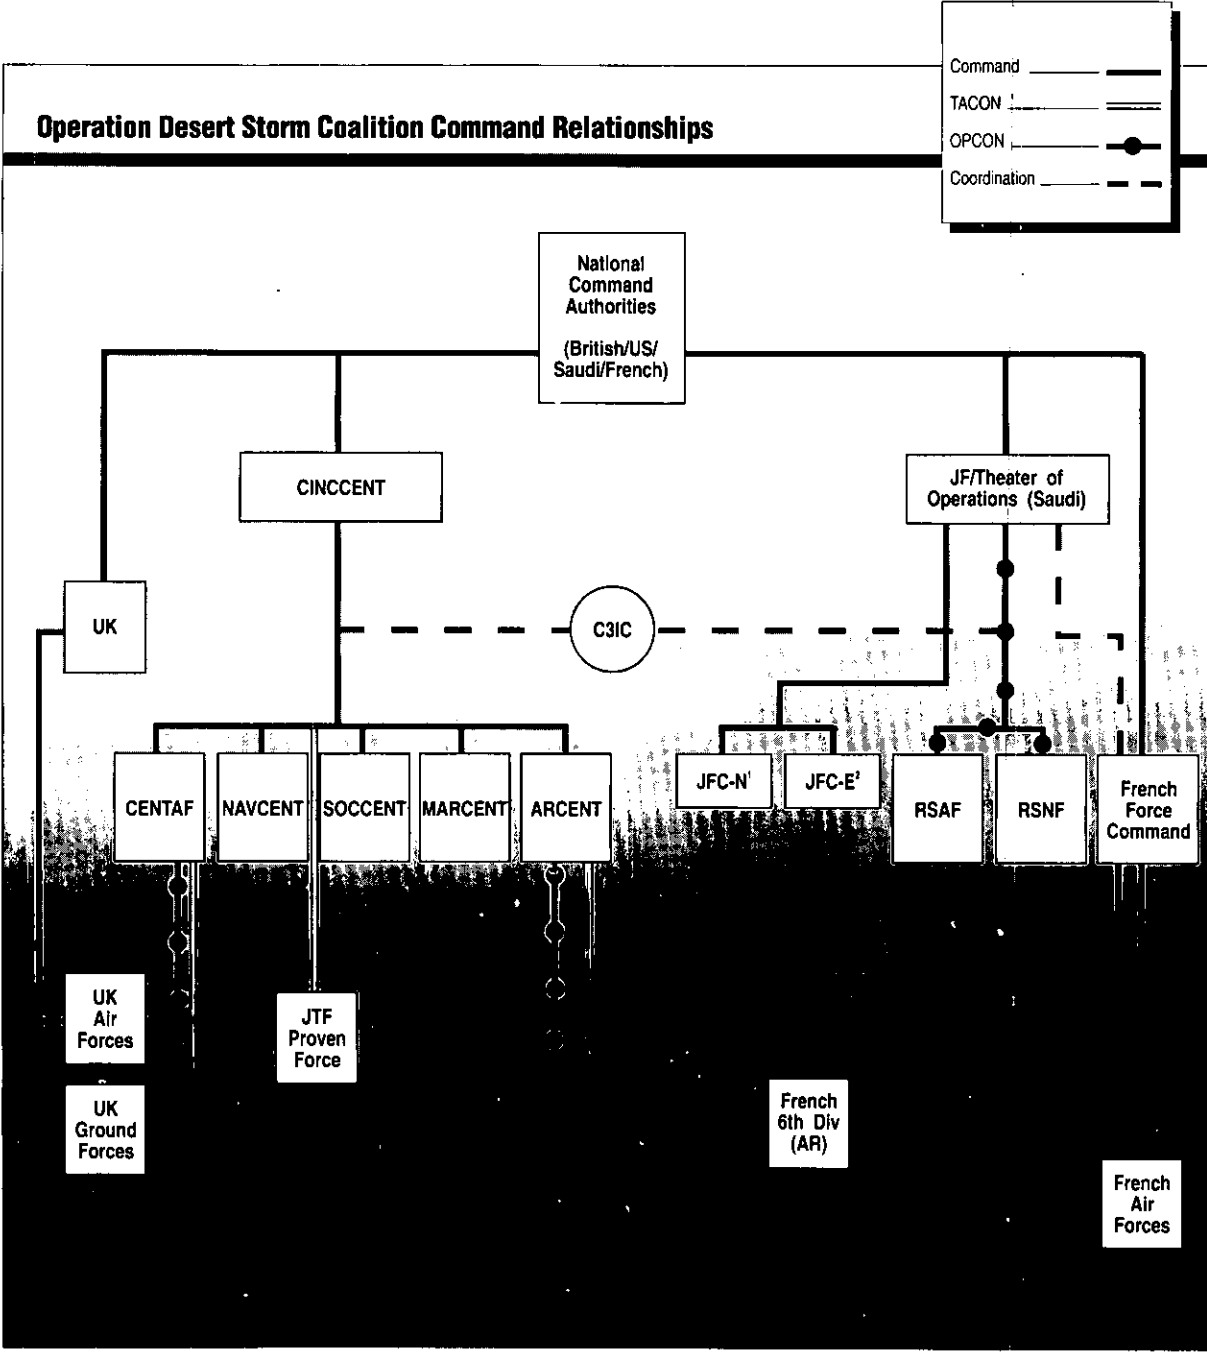 Command
TACON
OPCON
Coordination
Operation Desert Storm Coalition Command Relationships
National
Command
Authorities
(British/US/
Saudi/French)
CINCCENT
JF/Theater of
Operations (Saudi)
UK
C3IC
CENTAF
NAVCENT
SOCCENT
MARCENT
ARCENT
JFC-N¹
JFC-E²
RSAF
RSNF
French
Force
Command
UK
Air
Forces
JTF
Proven
Force
UK
Ground
Forces
French
6th Div
(AR)
French
Air
Forces